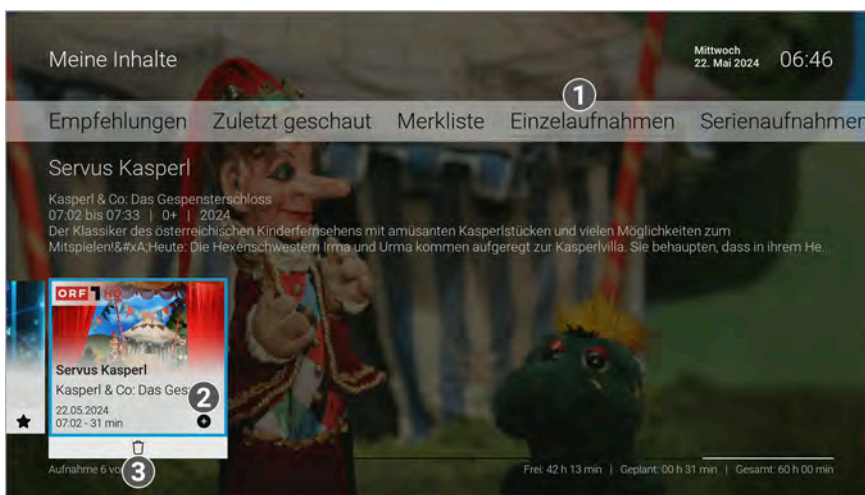 Meine Inhalte
Mittwoch
22. Mai 2024
06:46
1
Empfehlungen Zuletzt geschaut Merkliste Einzelaufnahmen Serienaufnahmen
Servus Kasperl
Kasperl & Co: Das Gespensterschloss
07:02 bis 07:33 | 0+ | 2024
Der Klassiker des österreichischen Kinderfernsehens mit amüsanten Kasperlstücken und vielen Möglichkeiten zum
Mitspielen!&#xA;Heute: Die Hexenschwestern Irma und Urma kommen aufgeregt zur Kasperlvilla. Sie behaupten, dass in ihrem He...
ORF 1 HD
Servus Kasperl
Kasperl & Co: Das Ges
2
22.05.2024
07:02 - 31 min
3
Aufnahme 6 vo
Frei: 42 h 13 min | Geplant: 00 h 31 min | Gesamt: 60 h 00 min